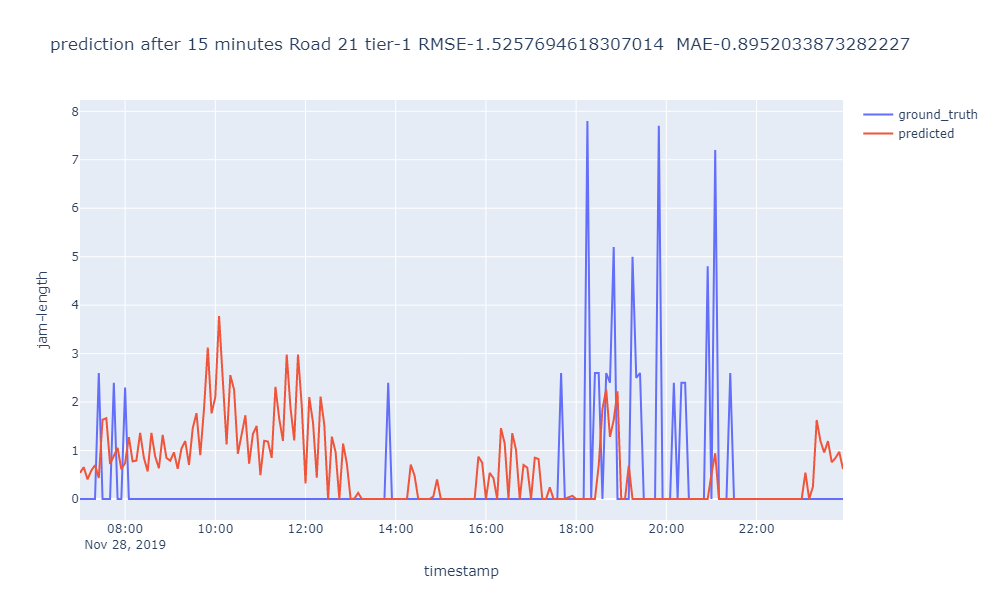 prediction after 15 minutes Road 21 tier-1 RMSE-1.5257694618307014  MAE-0.8952033873282227
ground_truth
predicted
8
7
6
5
4
3
2
1
0
jam-length
08:00
10:00
12:00
14:00
16:00
18:00
20:00
22:00
Nov 28, 2019
timestamp